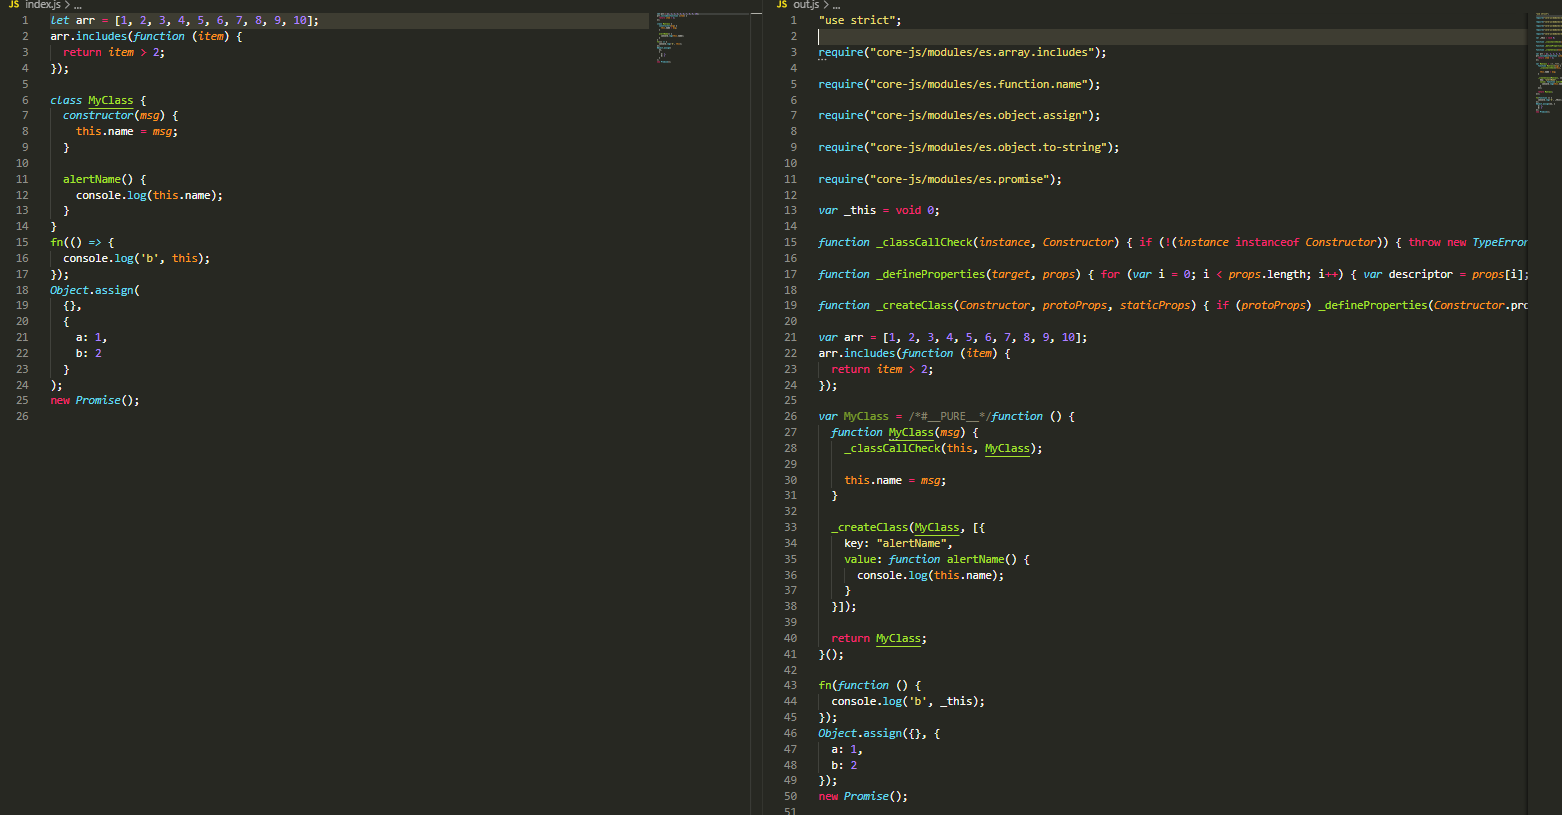 JS index.js > ...
1 let arr = [1, 2, 3, 4, 5, 6, 7, 8, 9, 10];
2 arr.includes(function (item) {
3   return item > 2;
4 });
5
6 class MyClass {
7   constructor(msg) {
8     this.name = msg;
9   }
10
11   alertName() {
12     console.log(this.name);
13   }
14 }
15 fn(() => {
16   console.log('b', this);
17 });
18 Object.assign(
19   {},
20   {
21     a: 1,
22     b: 2
23   }
24 );
25 new Promise();
26
JS out.js > ...
1 "use strict";
2
3 require("core-js/modules/es.array.includes");
4
5 require("core-js/modules/es.function.name");
6
7 require("core-js/modules/es.object.assign");
8
9 require("core-js/modules/es.object.to-string");
10
11 require("core-js/modules/es.promise");
12
13 var _this = void 0;
14
15 function _classCallCheck(instance, Constructor) { if (!(instance instanceof Constructor)) { throw new TypeError
16
17 function _defineProperties(target, props) { for (var i = 0; i < props.length; i++) { var descriptor = props[i];
18
19 function _createClass(Constructor, protoProps, staticProps) { if (protoProps) _defineProperties(Constructor.pro
20
21 var arr = [1, 2, 3, 4, 5, 6, 7, 8, 9, 10];
22 arr.includes(function (item) {
23   return item > 2;
24 });
25
26 var MyClass = /*#__PURE__*/function () {
27   function MyClass(msg) {
28     _classCallCheck(this, MyClass);
29
30     this.name = msg;
31   }
32
33   _createClass(MyClass, [{
34     key: "alertName",
35     value: function alertName() {
36       console.log(this.name);
37     }
38   }]);
39
40   return MyClass;
41 }();
42
43 fn(function () {
44   console.log('b', _this);
45 });
46 Object.assign({}, {
47   a: 1,
48   b: 2
49 });
50 new Promise();
51